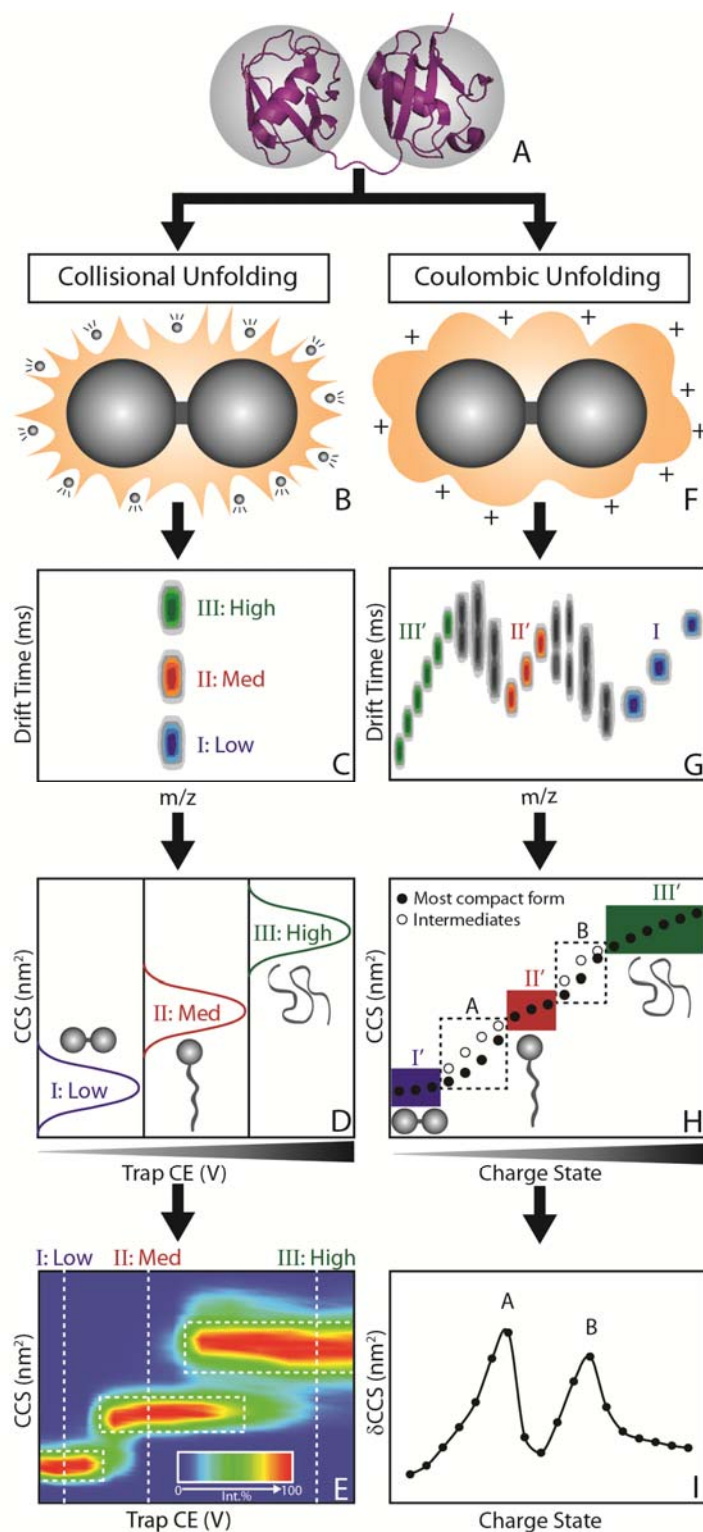 A
Collisional Unfolding
Coulombic Unfolding
B
+ + + + + + + + + + + +
F
Drift Time (ms)
III: High
II: Med
I: Low
C
m/z
Drift Time (ms)
III′
II′
I
G
m/z
CCS (nm²)
I: Low
II: Med
III: High
D
Trap CE (V)
CCS (nm²)
● Most compact form
○ Intermediates
I′
A
II′
B
III′
H
Charge State
I: Low
II: Med
III: High
CCS (nm²)
0
Int.%
100
E
Trap CE (V)
δCCS (nm²)
A
B
I
Charge State